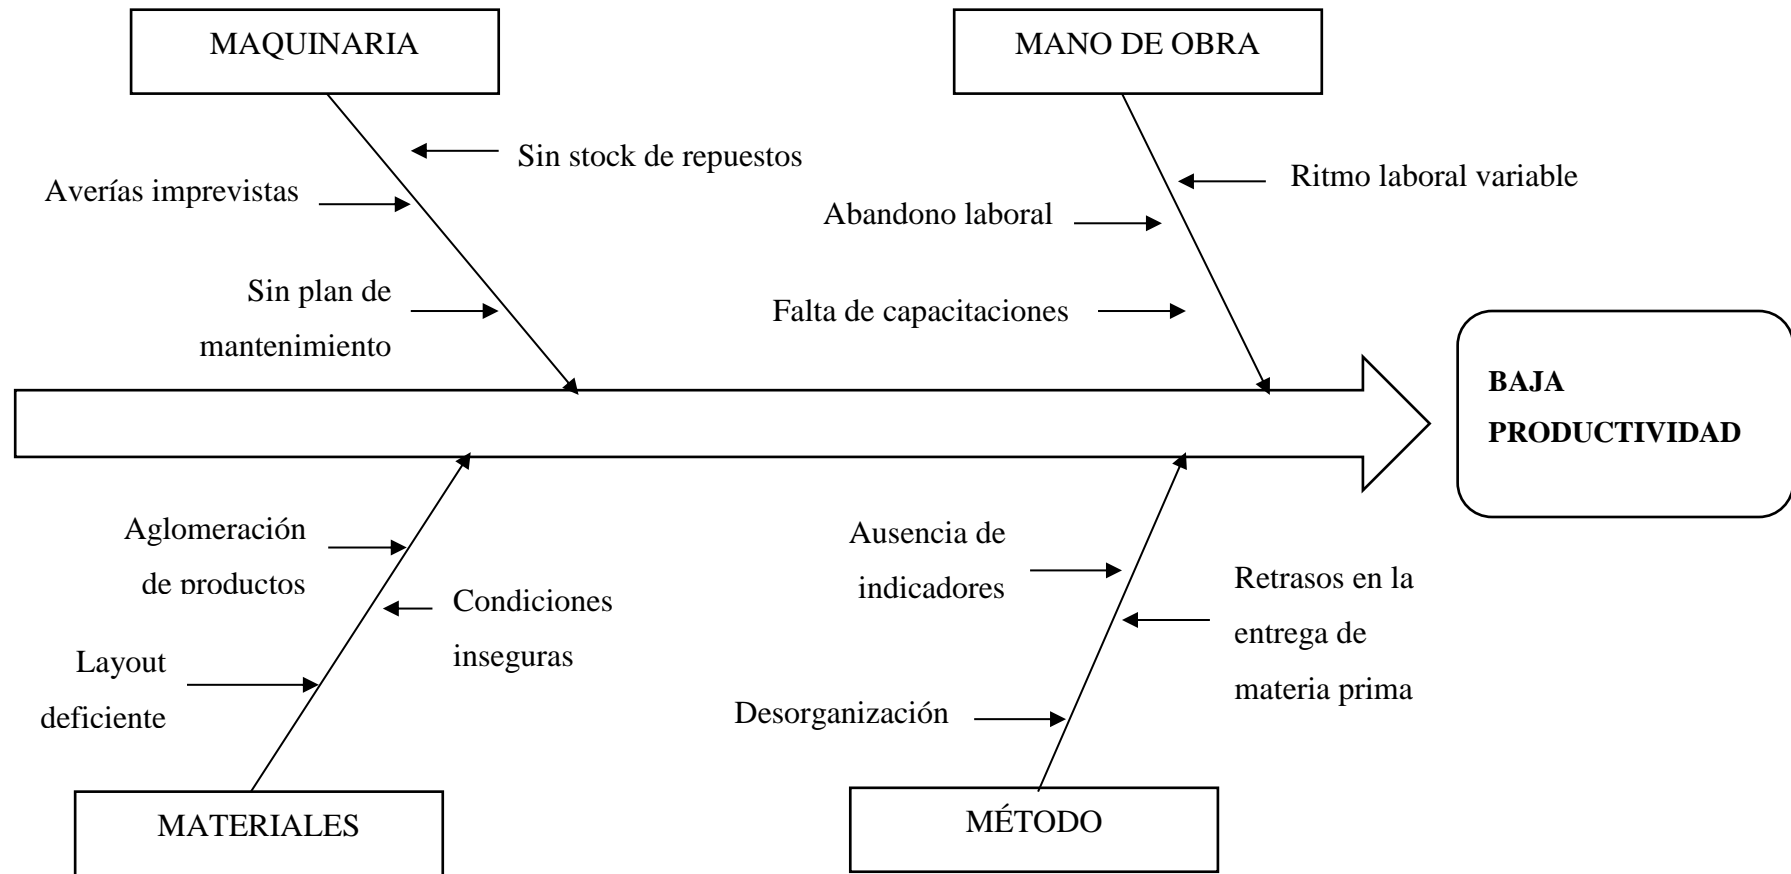 MAQUINARIA
MANO DE OBRA
Sin stock de repuestos
Averías imprevistas
Ritmo laboral variable
Abandono laboral
Sin plan de
mantenimiento
Falta de capacitaciones
BAJA
PRODUCTIVIDAD
Aglomeración
de productos
Condiciones
inseguras
Layout
deficiente
Ausencia de
indicadores
Retrasos en la
entrega de
materia prima
Desorganización
MATERIALES
MÉTODO